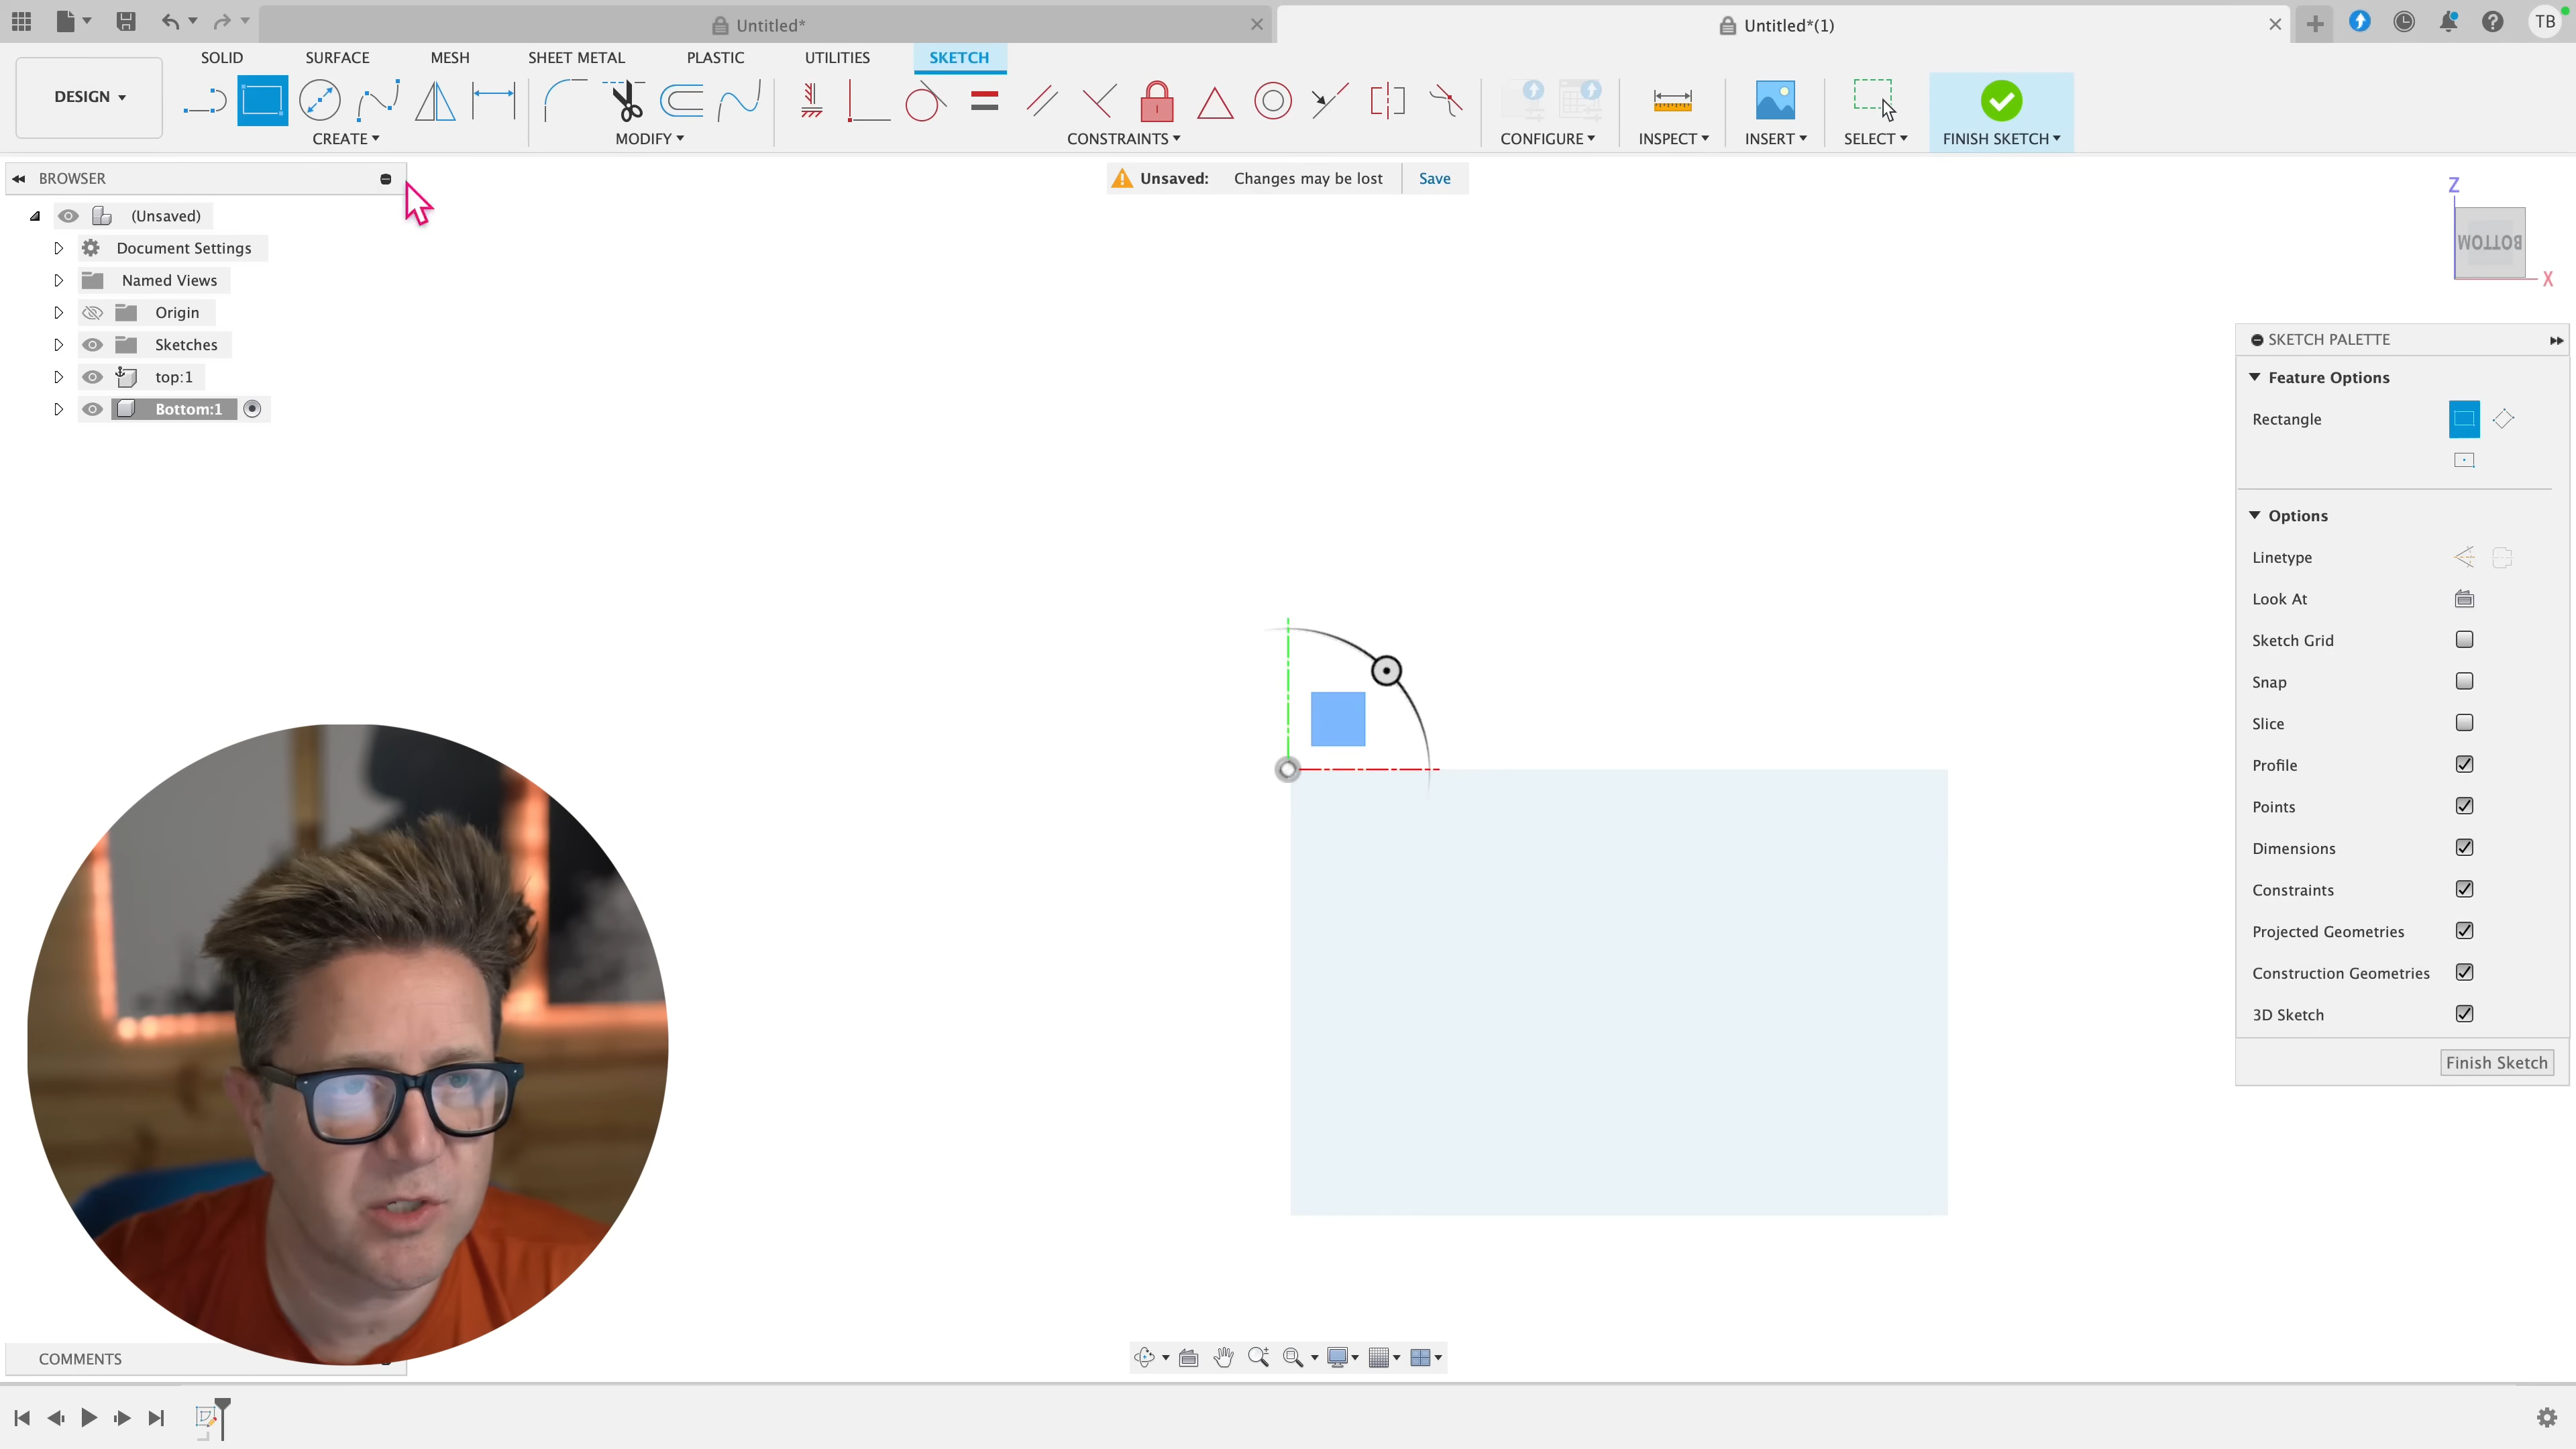 Untitled*
Untitled*(1)
TB
SOLID
SURFACE
MESH
SHEET METAL
PLASTIC
UTILITIES
SKETCH
DESIGN
CREATE
MODIFY
CONSTRAINTS
CONFIGURE
INSPECT
INSERT
SELECT
FINISH SKETCH
BROWSER
Unsaved: Changes may be lost
Save
(Unsaved)
Document Settings
Named Views
Origin
Sketches
top:1
Bottom:1
Z
BOTTOM
X
SKETCH PALETTE
Feature Options
Rectangle
Options
Linetype
Look At
Sketch Grid
Snap
Slice
Profile
Points
Dimensions
Constraints
Projected Geometries
Construction Geometries
3D Sketch
Finish Sketch
COMMENTS